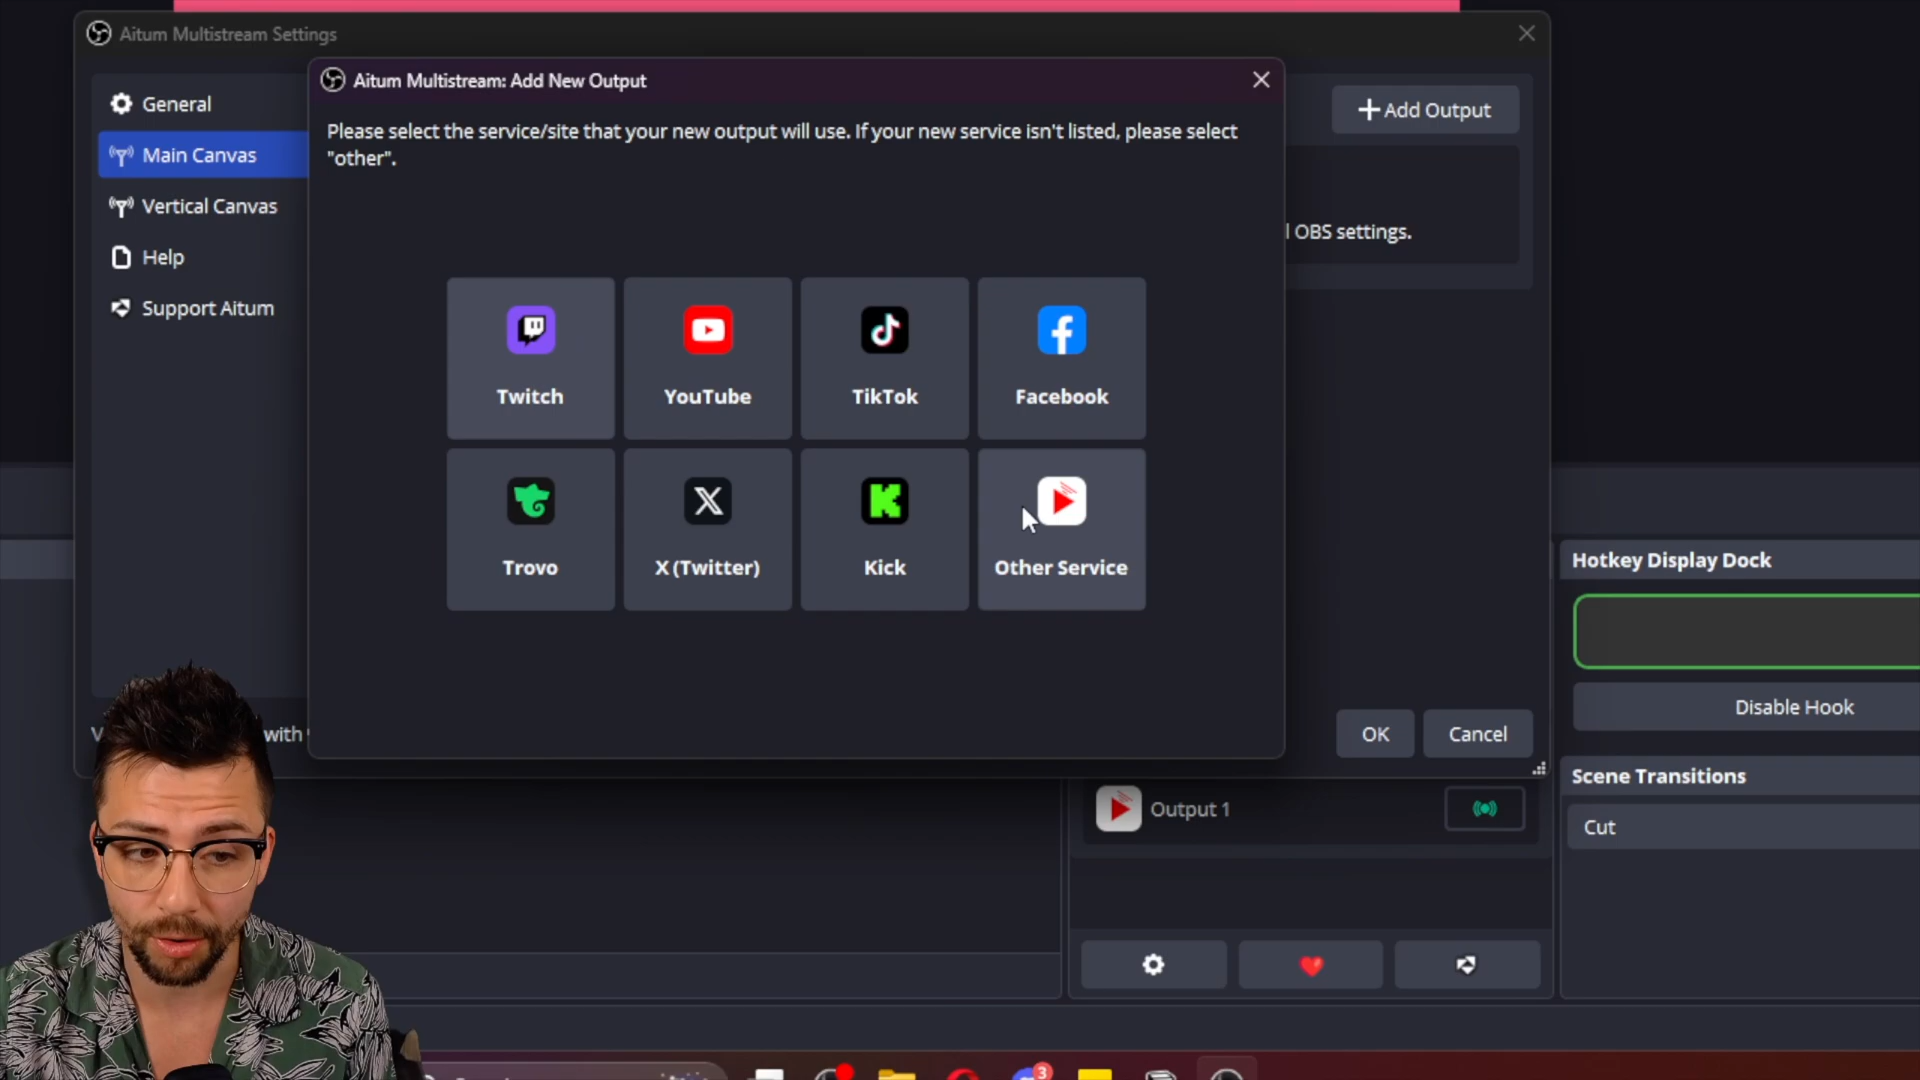 Aitum Multistream Settings
Aitum Multistream: Add New Output
General
Main Canvas
Vertical Canvas
Help
Support Aitum
Add Output
Please select the service/site that your new output will use. If your new service isn't listed, please select
"other".
OBS settings.
Twitch
YouTube
TikTok
Facebook
Trovo
X (Twitter)
Kick
Other Service
with
OK
Cancel
Output 1
Hotkey Display Dock
Disable Hook
Scene Transitions
Cut
3